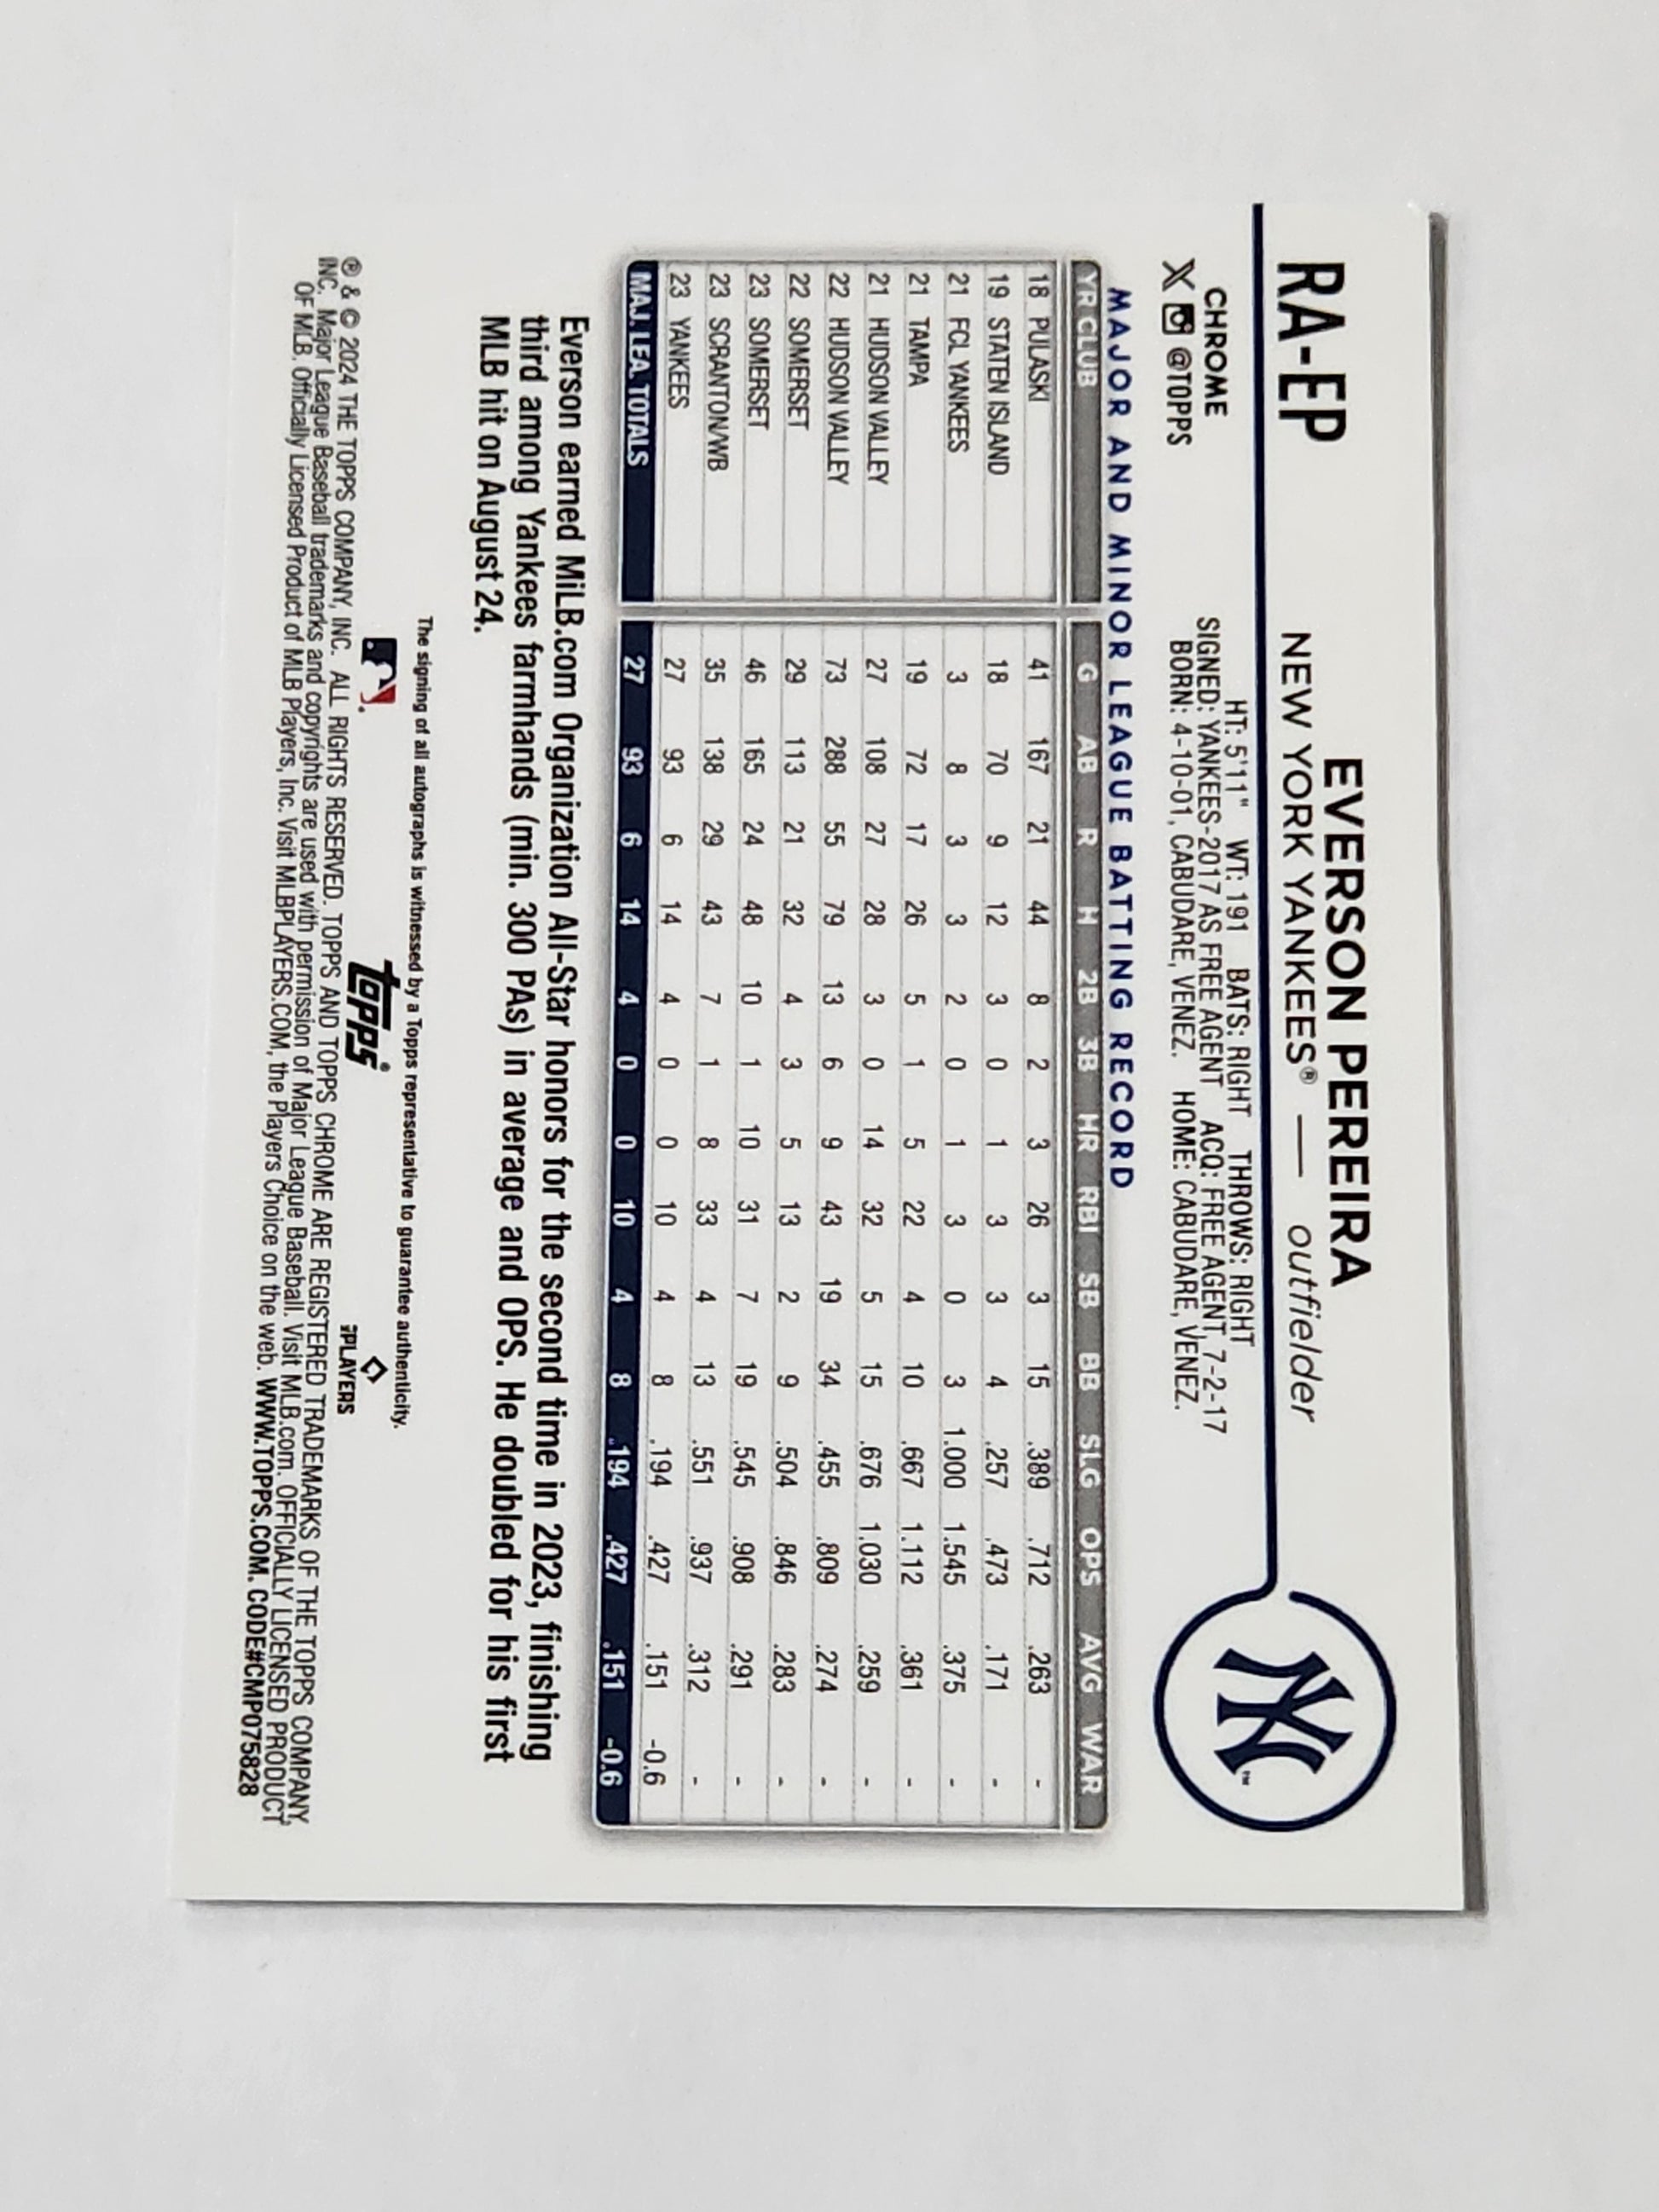 RA-EP
EVERSON PEREIRA
NEW YORK YANKEES® — outfielder
CHROME
X @TOPPS
HT: 5'11" WT: 191 BATS: RIGHT THROWS: RIGHT
SIGNED: YANKEES-2017 AS FREE AGENT ACQ: FREE AGENT, 7-2-17
BORN: 4-10-01, CABUDARE, VENEZ. HOME: CABUDARE, VENEZ.
NY ™
MAJOR AND MINOR LEAGUE BATTING RECORD
YR CLUB G AB R H 2B 3B HR RBI SB BB SLG OPS AVG WAR
18 PULASKI 41 167 21 44 8 2 3 26 3 15 .389 .712 .263 -
19 STATEN ISLAND 18 70 9 12 3 0 1 3 3 4 .257 .473 .171 -
21 FCL YANKEES 3 8 3 3 2 0 1 3 0 3 1.000 1.545 .375 -
21 TAMPA 19 72 17 26 5 1 5 22 4 10 .667 1.112 .361 -
21 HUDSON VALLEY 27 108 27 28 3 0 14 32 5 15 .676 1.030 .259 -
22 HUDSON VALLEY 73 288 55 79 13 6 9 43 19 34 .455 .809 .274 -
22 SOMERSET 29 113 21 32 4 3 5 13 2 9 .504 .846 .283 -
23 SOMERSET 46 165 24 48 10 1 10 31 7 19 .545 .908 .291 -
23 SCRANTON/WB 35 138 29 43 7 1 8 33 4 13 .551 .937 .312 -
23 YANKEES 27 93 6 14 4 0 0 10 4 8 .194 .427 .151 -0.6
MAJ. LEA. TOTALS 27 93 6 14 4 0 0 10 4 8 .194 .427 .151 -0.6
Everson earned MiLB.com Organization All-Star honors for the second time in 2023, finishing
third among Yankees farmhands (min. 300 PAs) in average and OPS. He doubled for his first
MLB hit on August 24.
The signing of all autographs is witnessed by a Topps representative to guarantee authenticity.
topps®
PLAYERS
® & © 2024 THE TOPPS COMPANY, INC. ALL RIGHTS RESERVED. TOPPS AND TOPPS CHROME ARE REGISTERED TRADEMARKS OF THE TOPPS COMPANY,
INC. Major League Baseball trademarks and copyrights are used with permission of Major League Baseball. Visit MLB.com. OFFICIALLY LICENSED PRODUCT
OF MLB, Officially Licensed Product of MLB Players, Inc. Visit MLBPLAYERS.COM, the Players Choice on the web. WWW.TOPPS.COM. CODE#CMP075828